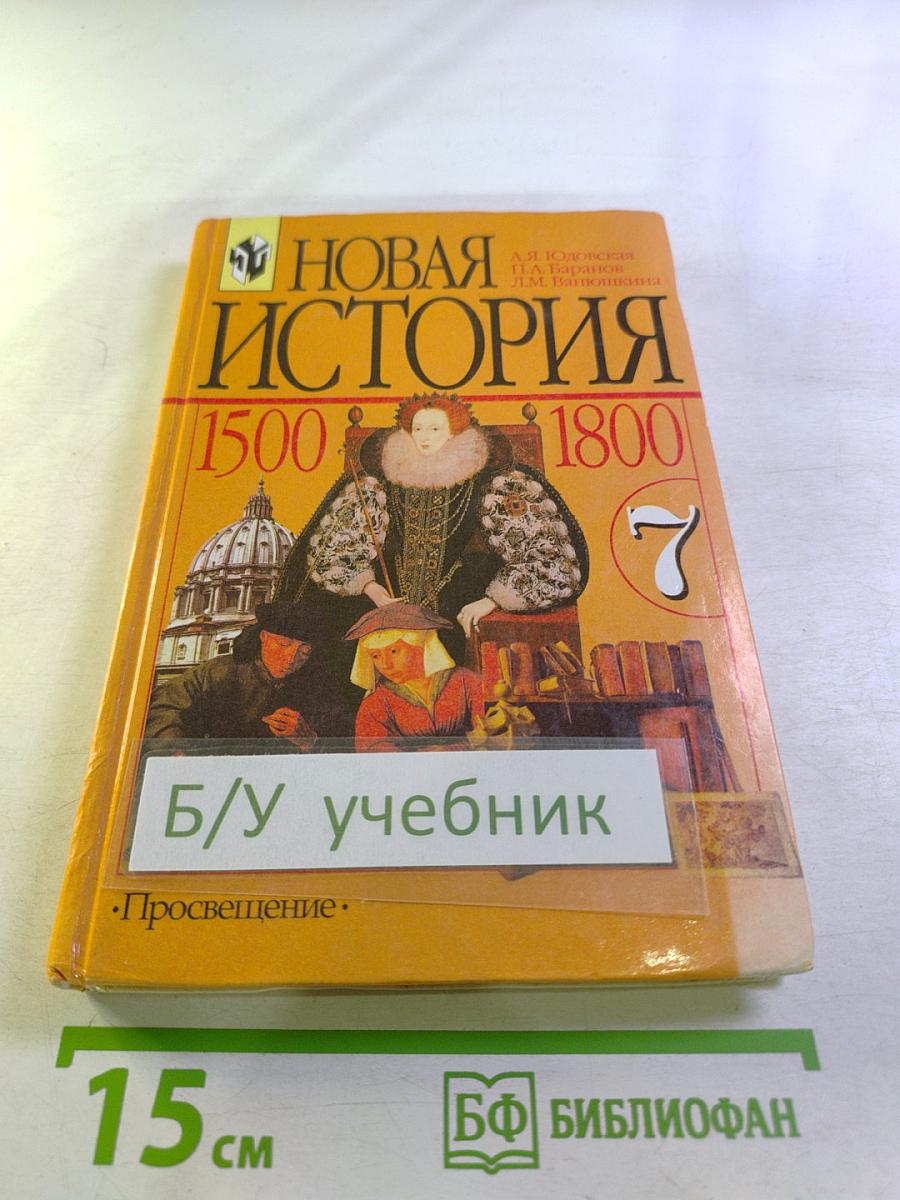 НОВАЯ
А.Я. Юдовская
П.А. Баранов
Л.М. Ванюшкина
ИСТОРИЯ
1500
1800
7
Б/У учебник
·Просвещение·
15 см
БФ БИБЛИОФАН